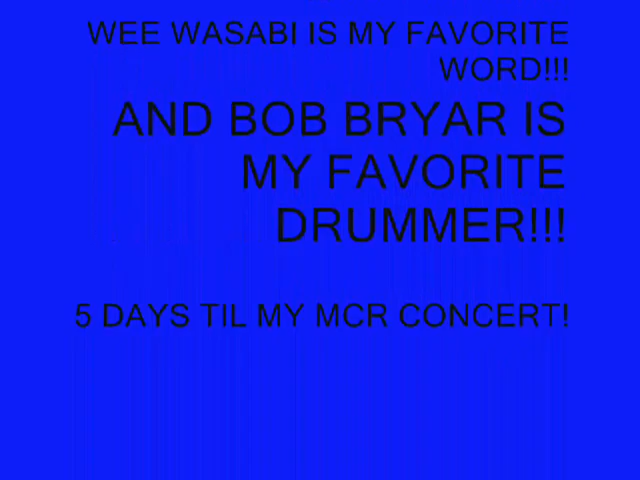 WEE WASABI IS MY FAVORITE
WORD!!!
AND BOB BRYAR IS
MY FAVORITE
DRUMMER!!!
5 DAYS TIL MY MCR CONCERT!